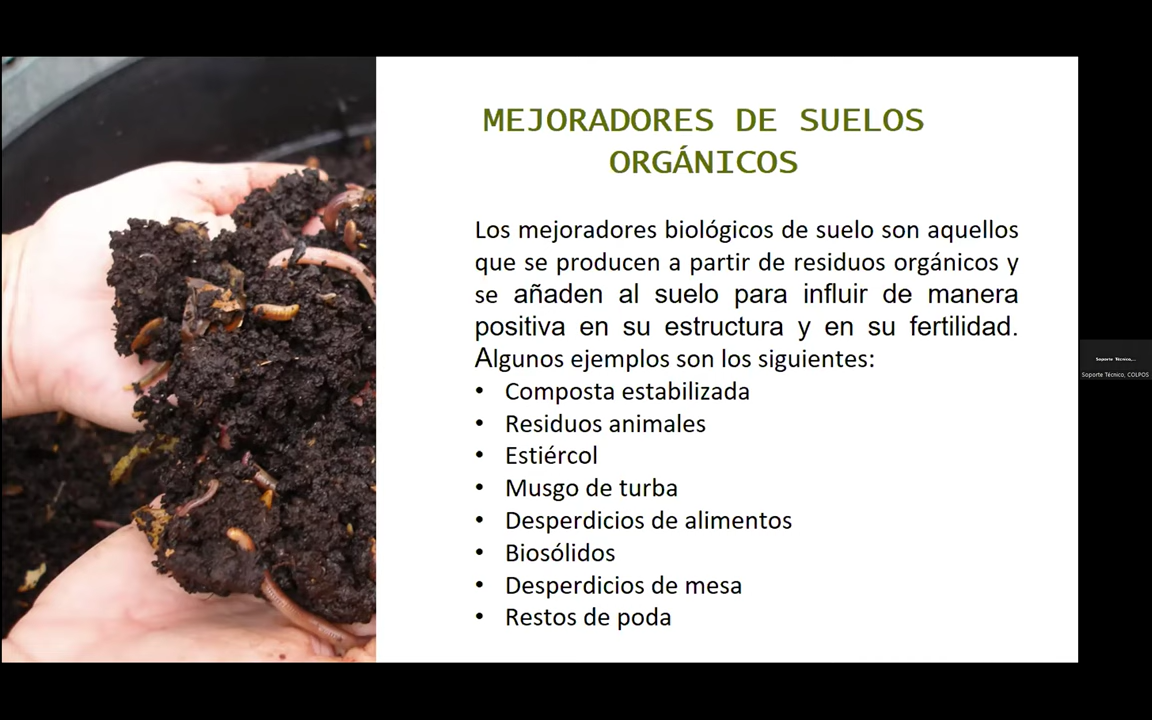 MEJORADORES DE SUELOS
ORGÁNICOS
Los mejoradores biológicos de suelo son aquellos
que se producen a partir de residuos orgánicos y
se añaden al suelo para influir de manera
positiva en su estructura y en su fertilidad.
Algunos ejemplos son los siguientes:
• Composta estabilizada
• Residuos animales
• Estiércol
• Musgo de turba
• Desperdicios de alimentos
• Biosólidos
• Desperdicios de mesa
• Restos de poda
Soporte Técnico,...
Soporte Técnico, COLPOS